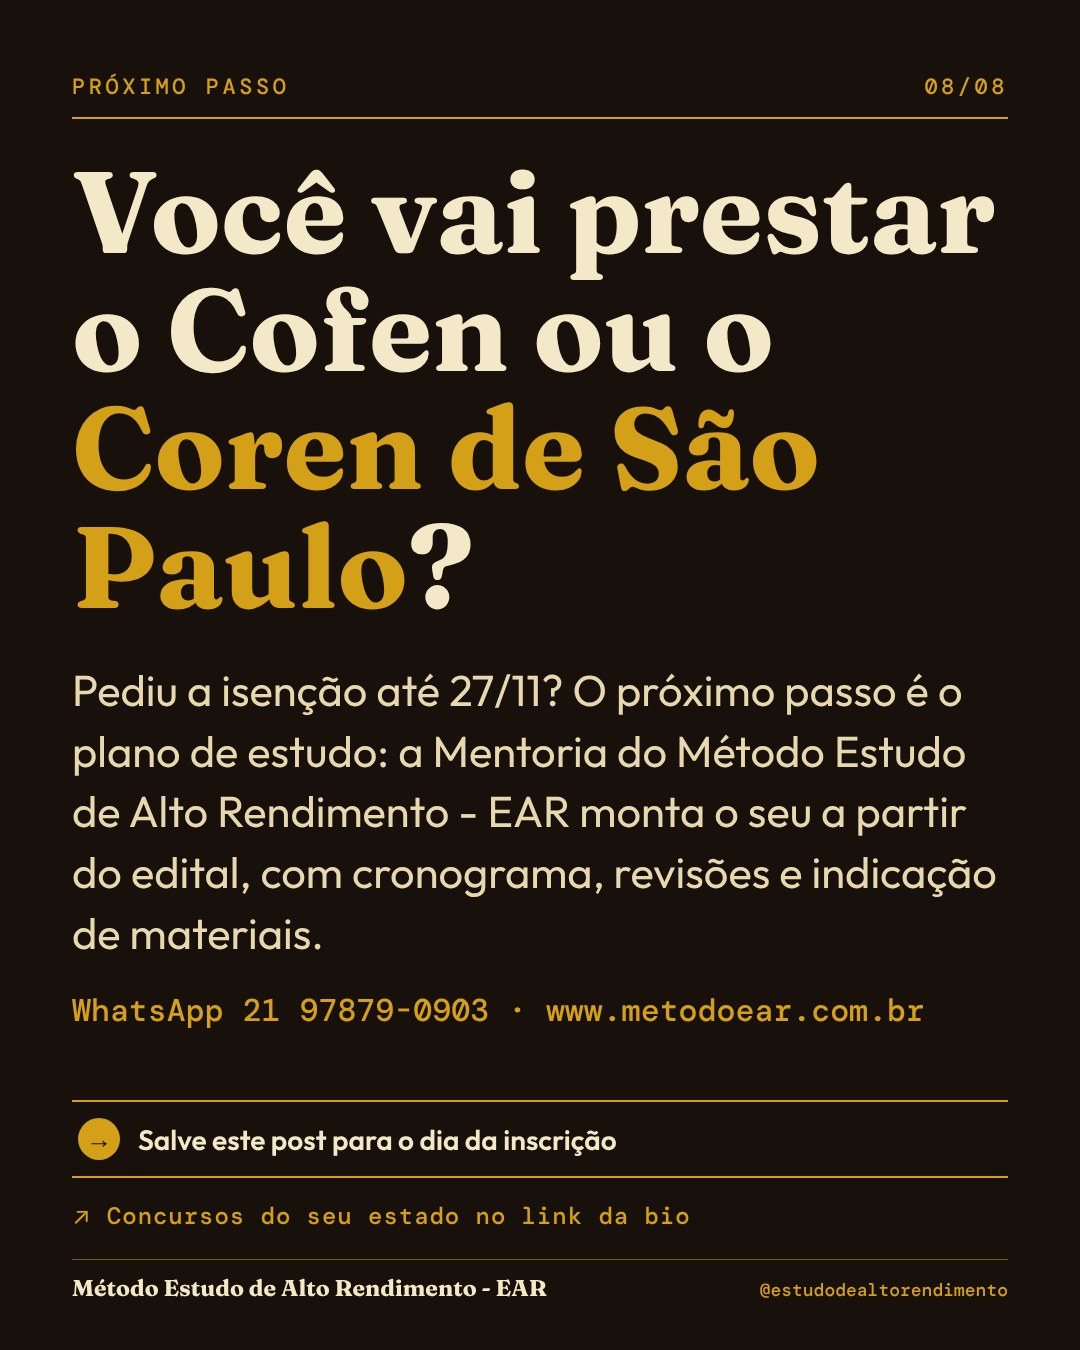 PRÓXIMO PASSO
08/08
Você vai prestar
o Cofen ou o
Coren de São
Paulo?
Pediu a isenção até 27/11? O próximo passo é o
plano de estudo: a Mentoria do Método Estudo
de Alto Rendimento - EAR monta o seu a partir
do edital, com cronograma, revisões e indicação
de materiais.
WhatsApp 21 97879-0903 · www.metodoear.com.br
→ Salve este post para o dia da inscrição
↗ Concursos do seu estado no link da bio
Método Estudo de Alto Rendimento - EAR
@estudodealtorendimento